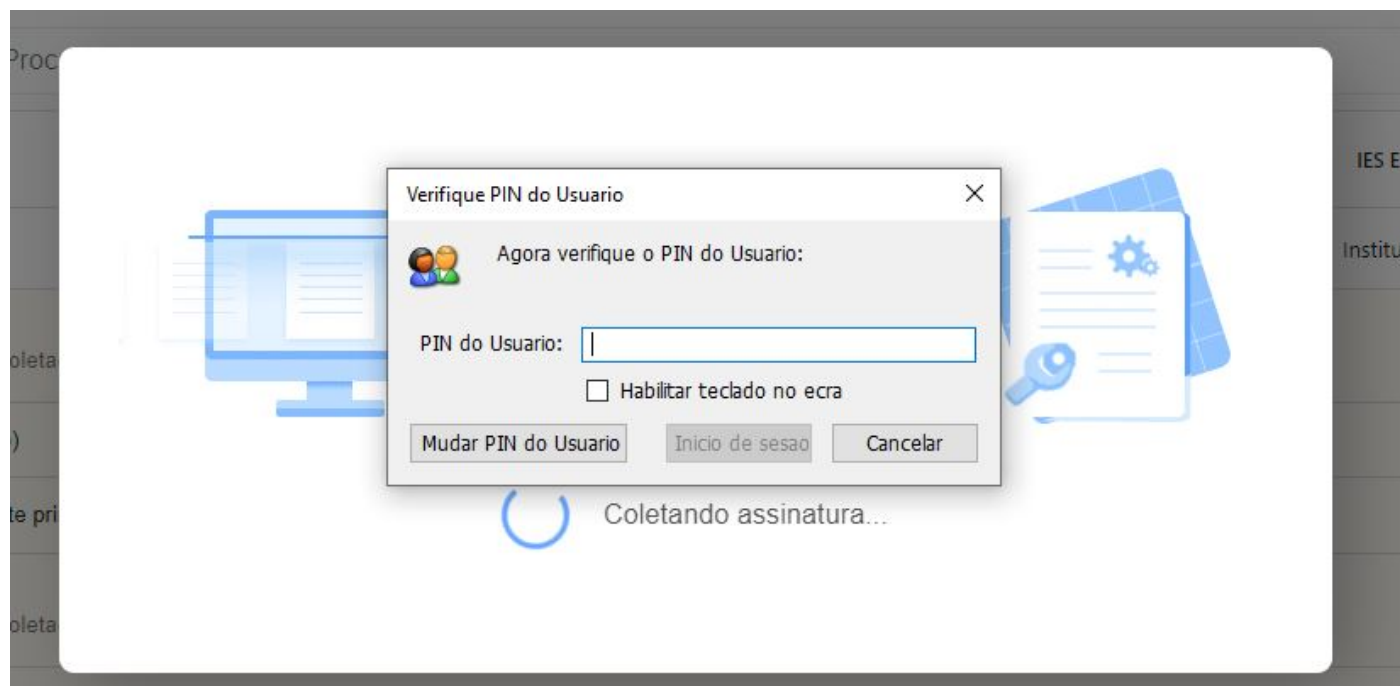 Proc
IES E
Verifique PIN do Usuario
Agora verifique o PIN do Usuario:
Institu
PIN do Usuario:
oleta
Habilitar teclado no ecra
Mudar PIN do Usuario
Inicio de sesao
Cancelar
)
te pri
Coletando assinatura...
oleta